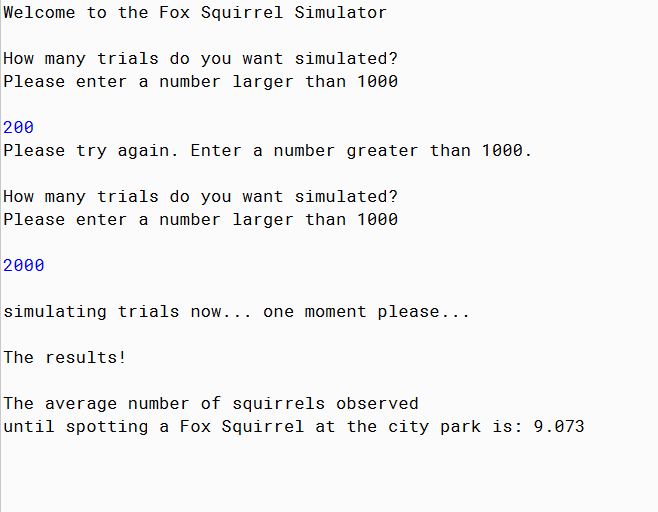 Welcome to the Fox Squirrel Simulator
How many trials do you want simulated?
Please enter a number larger than 1000
200
Please try again. Enter a number greater than 1000.
How many trials do you want simulated?
Please enter a number larger than 1000
2000
simulating trials now... one moment please...
The results!
The average number of squirrels observed
until spotting a Fox Squirrel at the city park is: 9.073